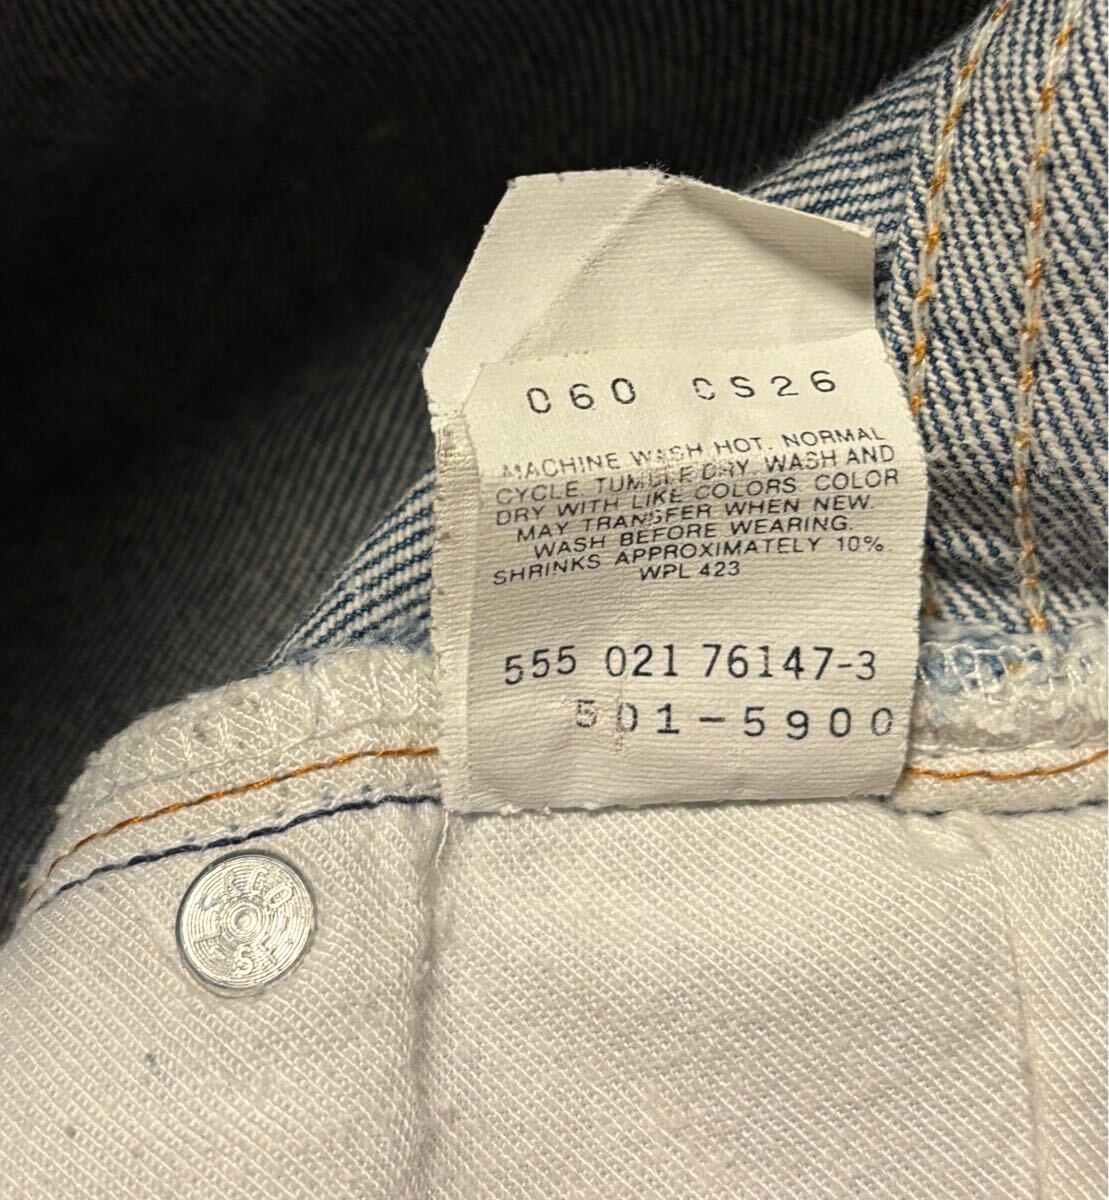 060 CS26
MACHINE WASH HOT. NORMAL
CYCLE. TUMBLE DRY. WASH AND
DRY WITH LIKE COLORS. COLOR
MAY TRANSFER WHEN NEW.
WASH BEFORE WEARING.
SHRINKS APPROXIMATELY 10%.
WPL 423
555 021 76147-3
501-5900